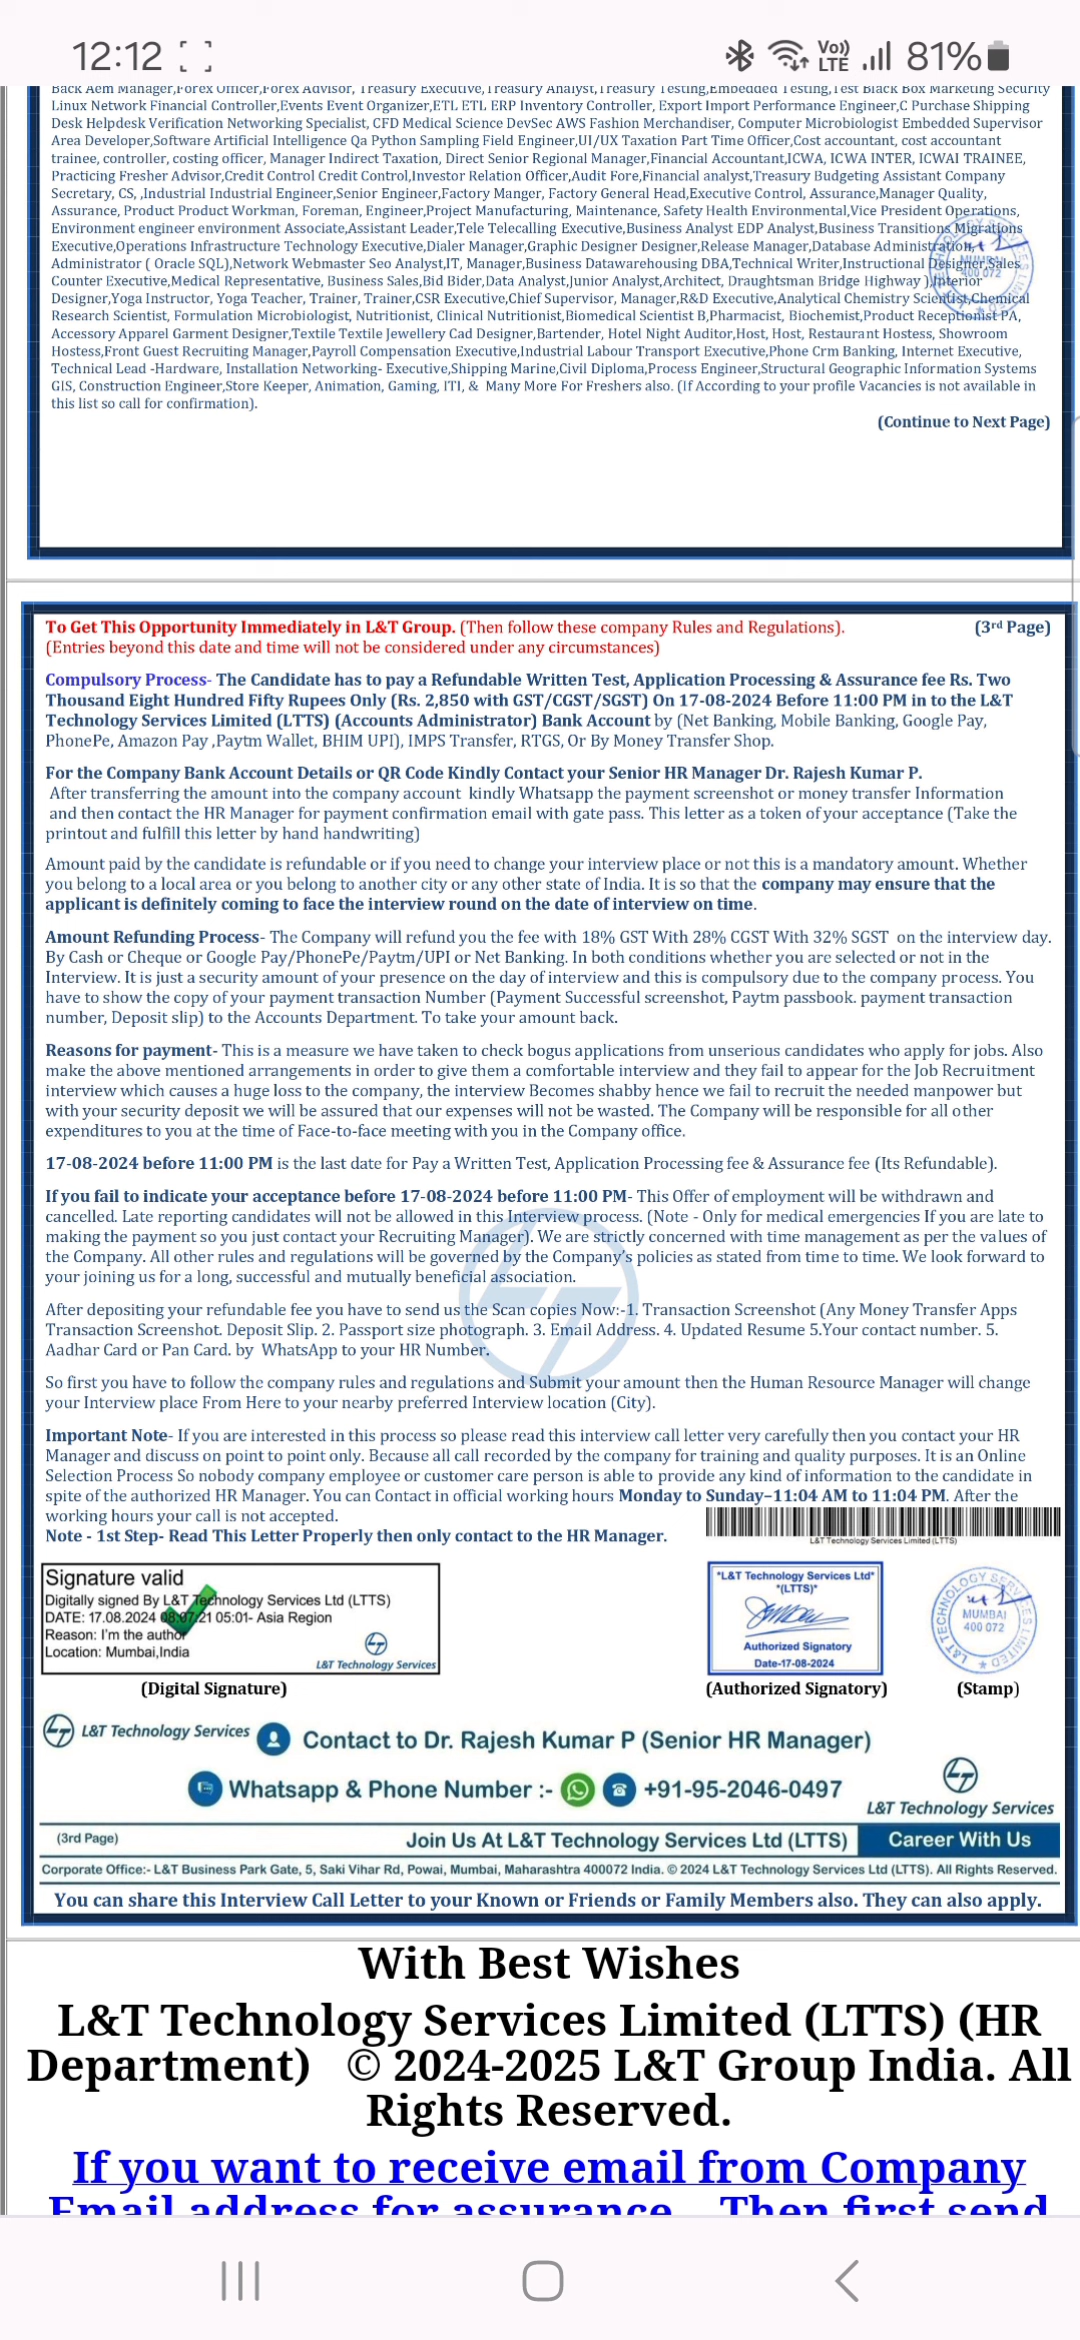 12:12
Vo)) LTE 81%
Back Aem Manager,Forex Officer,Forex Advisor, Treasury Executive,Treasury Analyst,Treasury Testing,Embedded Testing,Test Black Box Marketing Security
Linux Network Financial Controller,Events Event Organizer,ETL ETL ERP Inventory Controller, Export Import Performance Engineer,C Purchase Shipping
Desk Helpdesk Verification Networking Specialist, CFD Medical Science DevSec AWS Fashion Merchandiser, Computer Microbiologist Embedded Supervisor
Area Developer,Software Artificial Intelligence Qa Python Sampling Field Engineer,UI/UX Taxation Part Time Officer,Cost accountant, cost accountant
trainee, controller, costing officer, Manager Indirect Taxation, Direct Senior Regional Manager,Financial Accountant,ICWA, ICWA INTER, ICWAI TRAINEE,
Practicing Fresher Advisor,Credit Control Credit Control,Investor Relation Officer,Audit Fore,Financial analyst,Treasury Budgeting Assistant Company
Secretary, CS, ,Industrial Industrial Engineer,Senior Engineer,Factory Manger, Factory General Head,Executive Control, Assurance,Manager Quality,
Assurance, Product Product Workman, Foreman, Engineer,Project Manufacturing, Maintenance, Safety Health Environmental,Vice President Operations,
Environment engineer environment Associate,Assistant Leader,Tele Telecalling Executive,Business Analyst EDP Analyst,Business Transitions Migrations
Executive,Operations Infrastructure Technology Executive,Dialer Manager,Graphic Designer Designer,Release Manager,Database Administration,
Administrator ( Oracle SQL),Network Webmaster Seo Analyst,IT, Manager,Business Datawarehousing DBA,Technical Writer,Instructional Designer,Sales
Counter Executive,Medical Representative, Business Sales,Bid Bider,Data Analyst,Junior Analyst,Architect, Draughtsman Bridge Highway ),Interior
Designer,Yoga Instructor, Yoga Teacher, Trainer, Trainer,CSR Executive,Chief Supervisor, Manager,R&D Executive,Analytical Chemistry Scientist,Chemical
Research Scientist, Formulation Microbiologist, Nutritionist, Clinical Nutritionist,Biomedical Scientist B,Pharmacist, Biochemist,Product Receptionist PA,
Accessory Apparel Garment Designer,Textile Textile Jewellery Cad Designer,Bartender, Hotel Night Auditor,Host, Host, Restaurant Hostess, Showroom
Hostess,Front Guest Recruiting Manager,Payroll Compensation Executive,Industrial Labour Transport Executive,Phone Crm Banking, Internet Executive,
Technical Lead -Hardware, Installation Networking- Executive,Shipping Marine,Civil Diploma,Process Engineer,Structural Geographic Information Systems
GIS, Construction Engineer,Store Keeper, Animation, Gaming, ITI, & Many More For Freshers also. (If According to your profile Vacancies is not available in
this list so call for confirmation).
MUMBAI
400 072
(Continue to Next Page)
To Get This Opportunity Immediately in L&T Group. (Then follow these company Rules and Regulations). (3rd Page)
(Entries beyond this date and time will not be considered under any circumstances)
Compulsory Process- The Candidate has to pay a Refundable Written Test, Application Processing & Assurance fee Rs. Two
Thousand Eight Hundred Fifty Rupees Only (Rs. 2,850 with GST/CGST/SGST) On 17-08-2024 Before 11:00 PM in to the L&T
Technology Services Limited (LTTS) (Accounts Administrator) Bank Account by (Net Banking, Mobile Banking, Google Pay,
PhonePe, Amazon Pay ,Paytm Wallet, BHIM UPI), IMPS Transfer, RTGS, Or By Money Transfer Shop.
For the Company Bank Account Details or QR Code Kindly Contact your Senior HR Manager Dr. Rajesh Kumar P.
After transferring the amount into the company account kindly Whatsapp the payment screenshot or money transfer Information
and then contact the HR Manager for payment confirmation email with gate pass. This letter as a token of your acceptance (Take the
printout and fulfill this letter by hand handwriting)
Amount paid by the candidate is refundable or if you need to change your interview place or not this is a mandatory amount. Whether
you belong to a local area or you belong to another city or any other state of India. It is so that the company may ensure that the
applicant is definitely coming to face the interview round on the date of interview on time.
Amount Refunding Process- The Company will refund you the fee with 18% GST With 28% CGST With 32% SGST on the interview day.
By Cash or Cheque or Google Pay/PhonePe/Paytm/UPI or Net Banking. In both conditions whether you are selected or not in the
Interview. It is just a security amount of your presence on the day of interview and this is compulsory due to the company process. You
have to show the copy of your payment transaction Number (Payment Successful screenshot, Paytm passbook. payment transaction
number, Deposit slip) to the Accounts Department. To take your amount back.
Reasons for payment- This is a measure we have taken to check bogus applications from unserious candidates who apply for jobs. Also
make the above mentioned arrangements in order to give them a comfortable interview and they fail to appear for the Job Recruitment
interview which causes a huge loss to the company, the interview Becomes shabby hence we fail to recruit the needed manpower but
with your security deposit we will be assured that our expenses will not be wasted. The Company will be responsible for all other
expenditures to you at the time of Face-to-face meeting with you in the Company office.
17-08-2024 before 11:00 PM is the last date for Pay a Written Test, Application Processing fee & Assurance fee (Its Refundable).
If you fail to indicate your acceptance before 17-08-2024 before 11:00 PM- This Offer of employment will be withdrawn and
cancelled. Late reporting candidates will not be allowed in this Interview process. (Note - Only for medical emergencies If you are late to
making the payment so you just contact your Recruiting Manager). We are strictly concerned with time management as per the values of
the Company. All other rules and regulations will be governed by the Company's policies as stated from time to time. We look forward to
your joining us for a long, successful and mutually beneficial association.
After depositing your refundable fee you have to send us the Scan copies Now:-1. Transaction Screenshot (Any Money Transfer Apps
Transaction Screenshot. Deposit Slip. 2. Passport size photograph. 3. Email Address. 4. Updated Resume 5.Your contact number. 5.
Aadhar Card or Pan Card. by WhatsApp to your HR Number.
So first you have to follow the company rules and regulations and Submit your amount then the Human Resource Manager will change
your Interview place From Here to your nearby preferred Interview location (City).
Important Note- If you are interested in this process so please read this interview call letter very carefully then you contact your HR
Manager and discuss on point to point only. Because all call recorded by the company for training and quality purposes. It is an Online
Selection Process So nobody company employee or customer care person is able to provide any kind of information to the candidate in
spite of the authorized HR Manager. You can Contact in official working hours Monday to Sunday–11:04 AM to 11:04 PM. After the
working hours your call is not accepted.
Note - 1st Step- Read This Letter Properly then only contact to the HR Manager.
L&T Technology Services Limited (LTTS)
Signature valid
Digitally signed By L&T Technology Services Ltd (LTTS)
DATE: 17.08.2024 08:07:21 05:01- Asia Region
Reason: I'm the author
Location: Mumbai,India
L&T Technology Services
(Digital Signature)
"L&T Technology Services Ltd"
"(LTTS)"
Authorized Signatory
Date-17-08-2024
(Authorized Signatory)
L&T TECHNOLOGY SERVICES LIMITED
MUMBAI
400 072
(Stamp)
L&T Technology Services
Contact to Dr. Rajesh Kumar P (Senior HR Manager)
Whatsapp & Phone Number :- +91-95-2046-0497
L&T Technology Services
(3rd Page) Join Us At L&T Technology Services Ltd (LTTS) Career With Us
Corporate Office:- L&T Business Park Gate, 5, Saki Vihar Rd, Powai, Mumbai, Maharashtra 400072 India. © 2024 L&T Technology Services Ltd (LTTS). All Rights Reserved.
You can share this Interview Call Letter to your Known or Friends or Family Members also. They can also apply.
With Best Wishes
L&T Technology Services Limited (LTTS) (HR
Department) © 2024-2025 L&T Group India. All
Rights Reserved.
If you want to receive email from Company
Email address for assurance Then first send